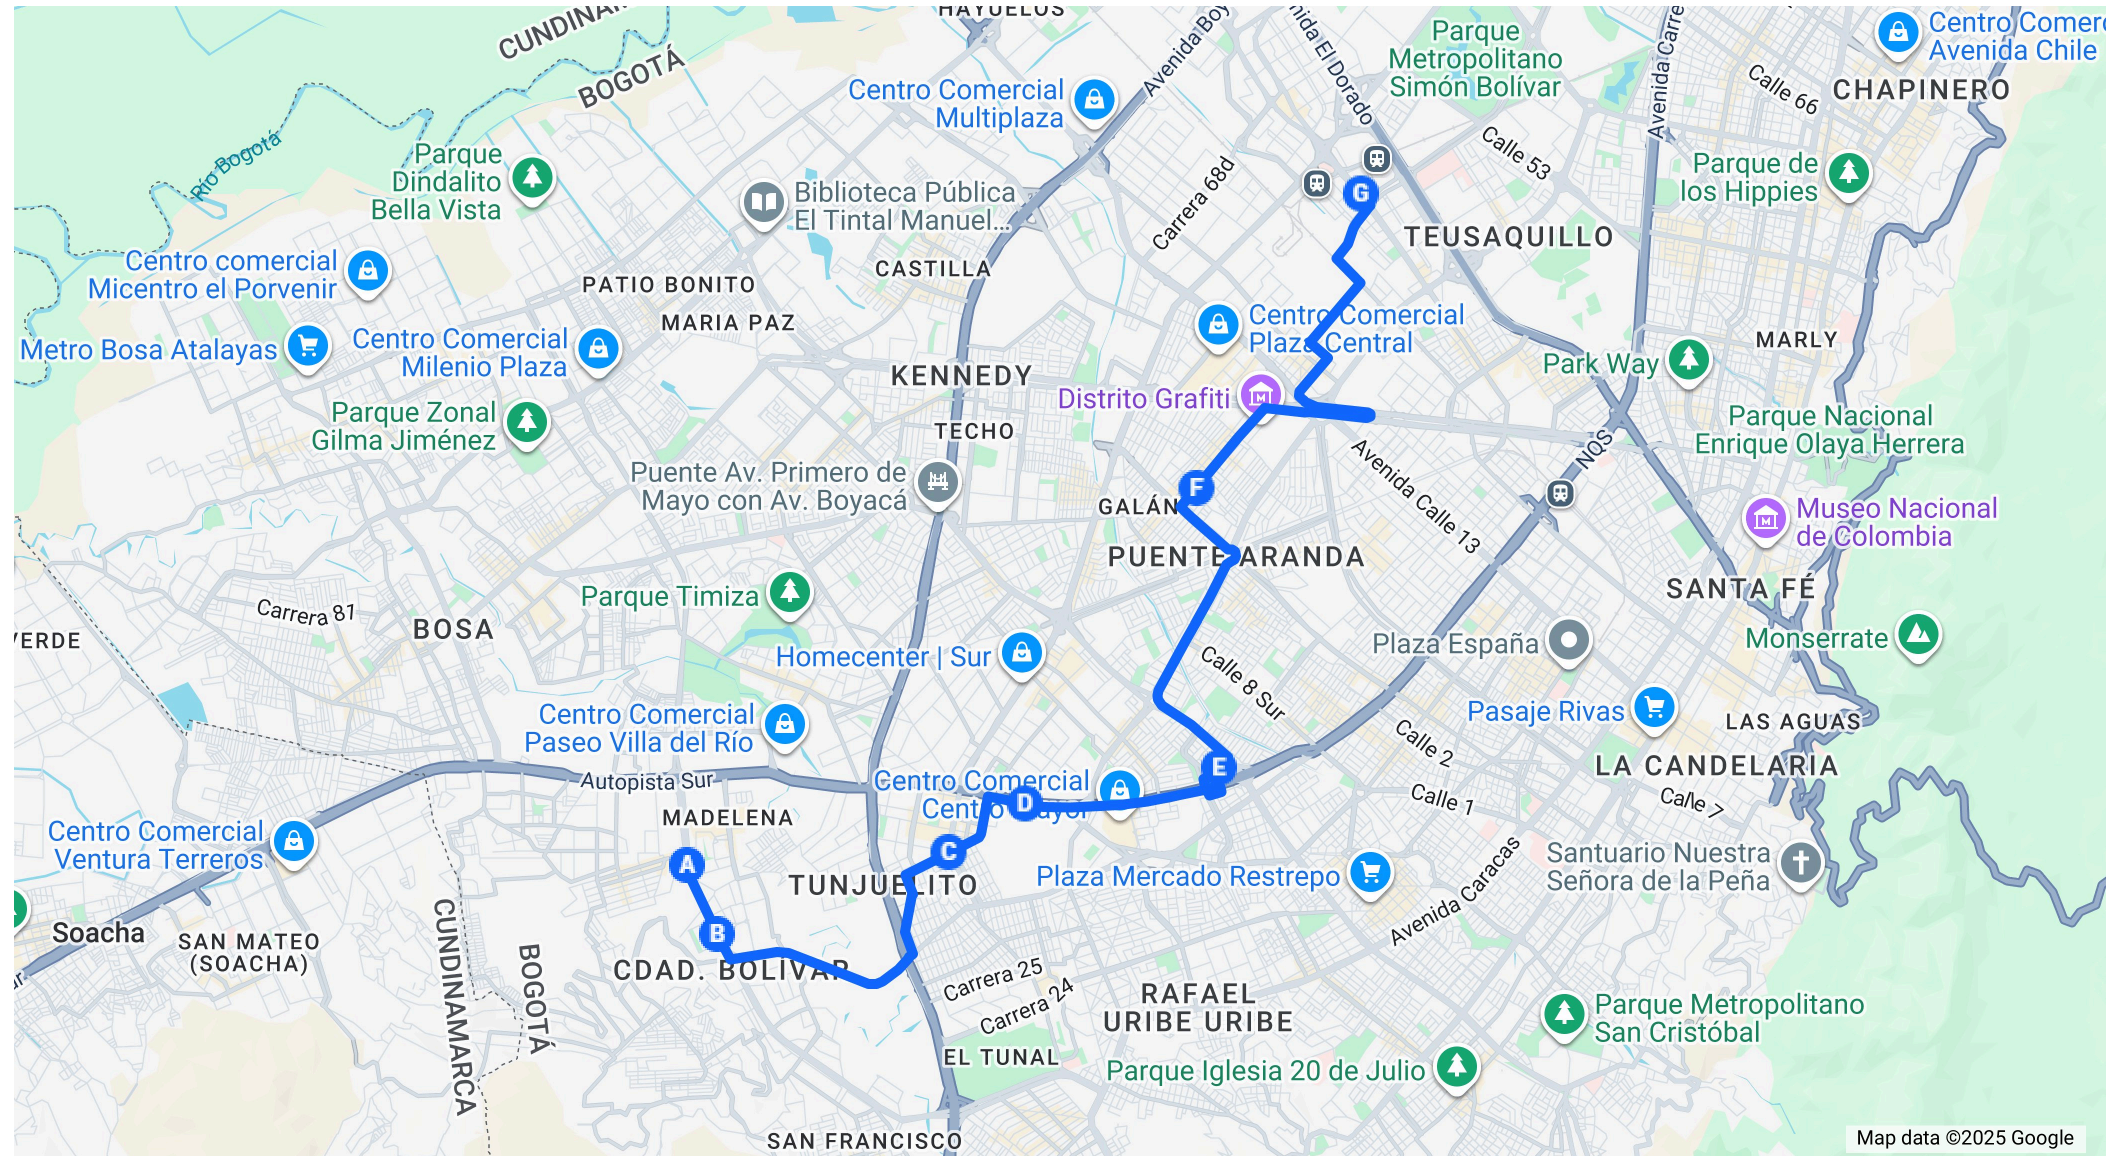 HAYUELOS
CUNDINAM
BOGOTÁ
Avenida Boy
nida El Dorado
Parque
Metropolitano
Simón Bolívar
Avenida Carre
Calle 66
Centro Comerc
Avenida Chile
CHAPINERO
Centro Comercial
Multiplaza
Río Bogotá
Parque
Dindalito
Bella Vista
Biblioteca Pública
El Tintal Manuel...
Carrera 68d
Calle 53
Parque de
los Hippies
G
TEUSAQUILLO
Centro comercial
Micentro el Porvenir
PATIO BONITO
CASTILLA
MARIA PAZ
Centro Comercial
Plaza Central
Metro Bosa Atalayas
Centro Comercial
Milenio Plaza
KENNEDY
MARLY
Park Way
Distrito Grafiti
Parque Zonal
Gilma Jiménez
TECHO
Parque Nacional
Enrique Olaya Herrera
NQS
Avenida Calle 13
Puente Av. Primero de
Mayo con Av. Boyacá
F
GALÁN
Museo Nacional
de Colombia
PUENTE ARANDA
SANTA FÉ
Parque Timiza
Carrera 81
BOSA
VERDE
Plaza España
Monserrate
Homecenter | Sur
Calle 8 Sur
Centro Comercial
Paseo Villa del Río
Pasaje Rivas
LAS AGUAS
Calle 2
LA CANDELARIA
E
Autopista Sur
Centro Comercial
Centro Mayor
D
Calle 1
Calle 7
MADELENA
Centro Comercial
Ventura Terreros
A
C
TUNJUELITO
Plaza Mercado Restrepo
Avenida Caracas
Santuario Nuestra
Señora de la Peña
Soacha
SAN MATEO
(SOACHA)
CUNDINAMARCA
BOGOTÁ
B
CDAD. BOLÍVAR
Carrera 25
Carrera 24
RAFAEL
URIBE URIBE
Parque Metropolitano
San Cristóbal
EL TUNAL
Parque Iglesia 20 de Julio
SAN FRANCISCO
Map data ©2025 Google